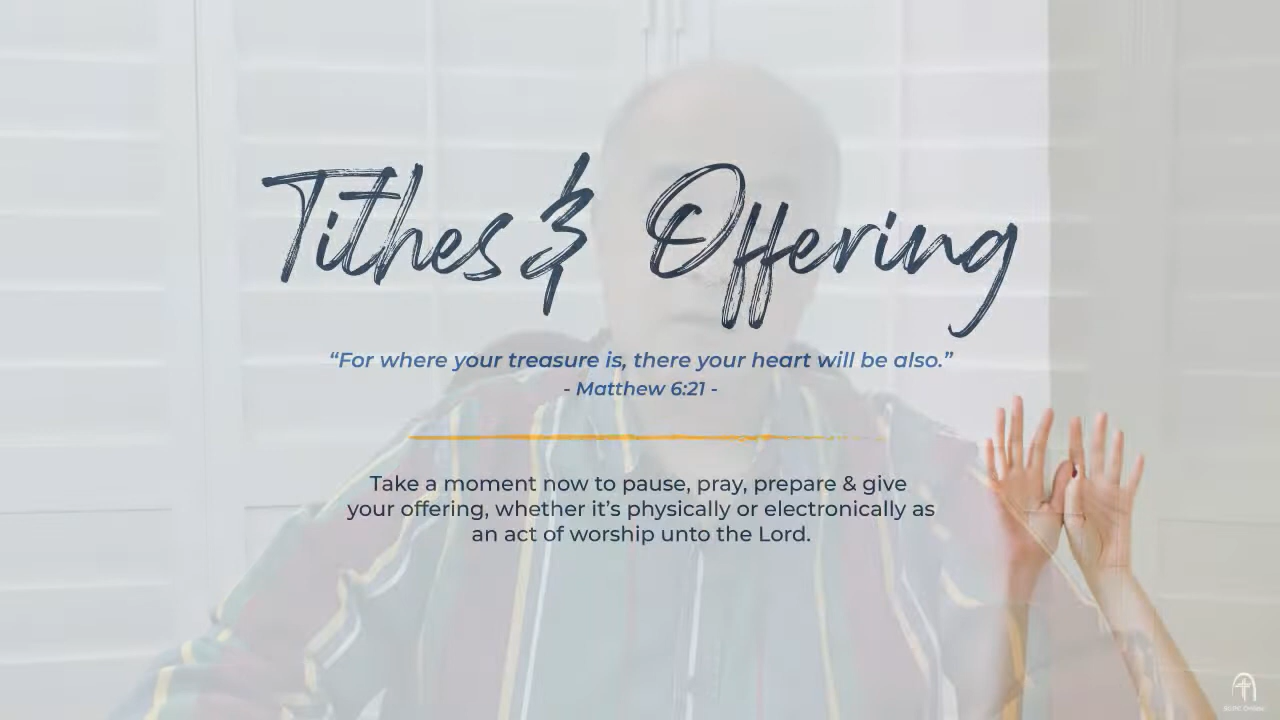 Tithes & Offering
“For where your treasure is, there your heart will be also.”
- Matthew 6:21 -
Take a moment now to pause, pray, prepare & give
your offering, whether it’s physically or electronically as
an act of worship unto the Lord.